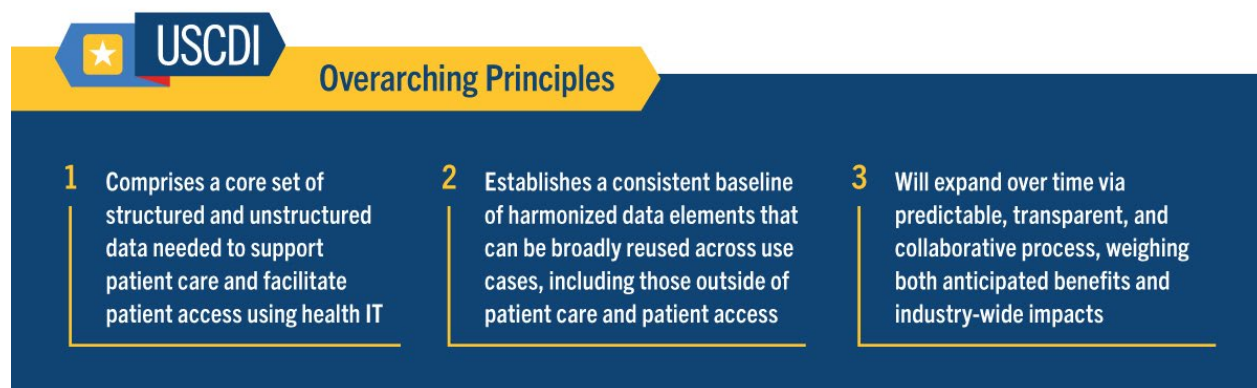 USCDI
Overarching Principles
1
Comprises a core set of
structured and unstructured
data needed to support
patient care and facilitate
patient access using health IT
2
Establishes a consistent baseline
of harmonized data elements that
can be broadly reused across use
cases, including those outside of
patient care and patient access
3
Will expand over time via
predictable, transparent, and
collaborative process, weighing
both anticipated benefits and
industry-wide impacts